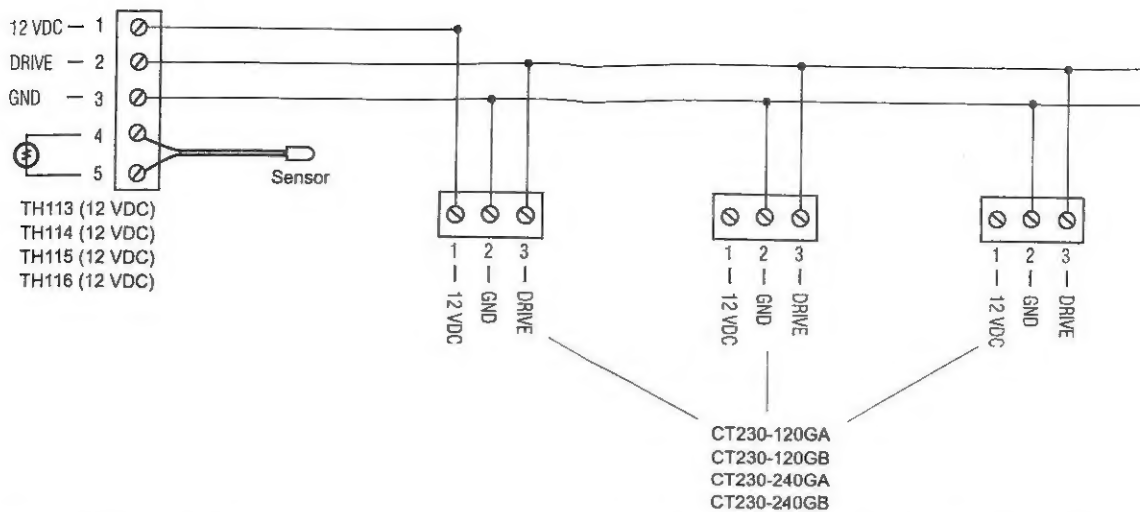 12 VDC — 1
DRIVE — 2
GND — 3
4
5
Sensor
TH113 (12 VDC)
TH114 (12 VDC)
TH115 (12 VDC)
TH116 (12 VDC)
1 — 12 VDC
2 — GND
3 — DRIVE
1 — 12 VDC
2 — GND
3 — DRIVE
1 — 12 VDC
2 — GND
3 — DRIVE
CT230-120GA
CT230-120GB
CT230-240GA
CT230-240GB